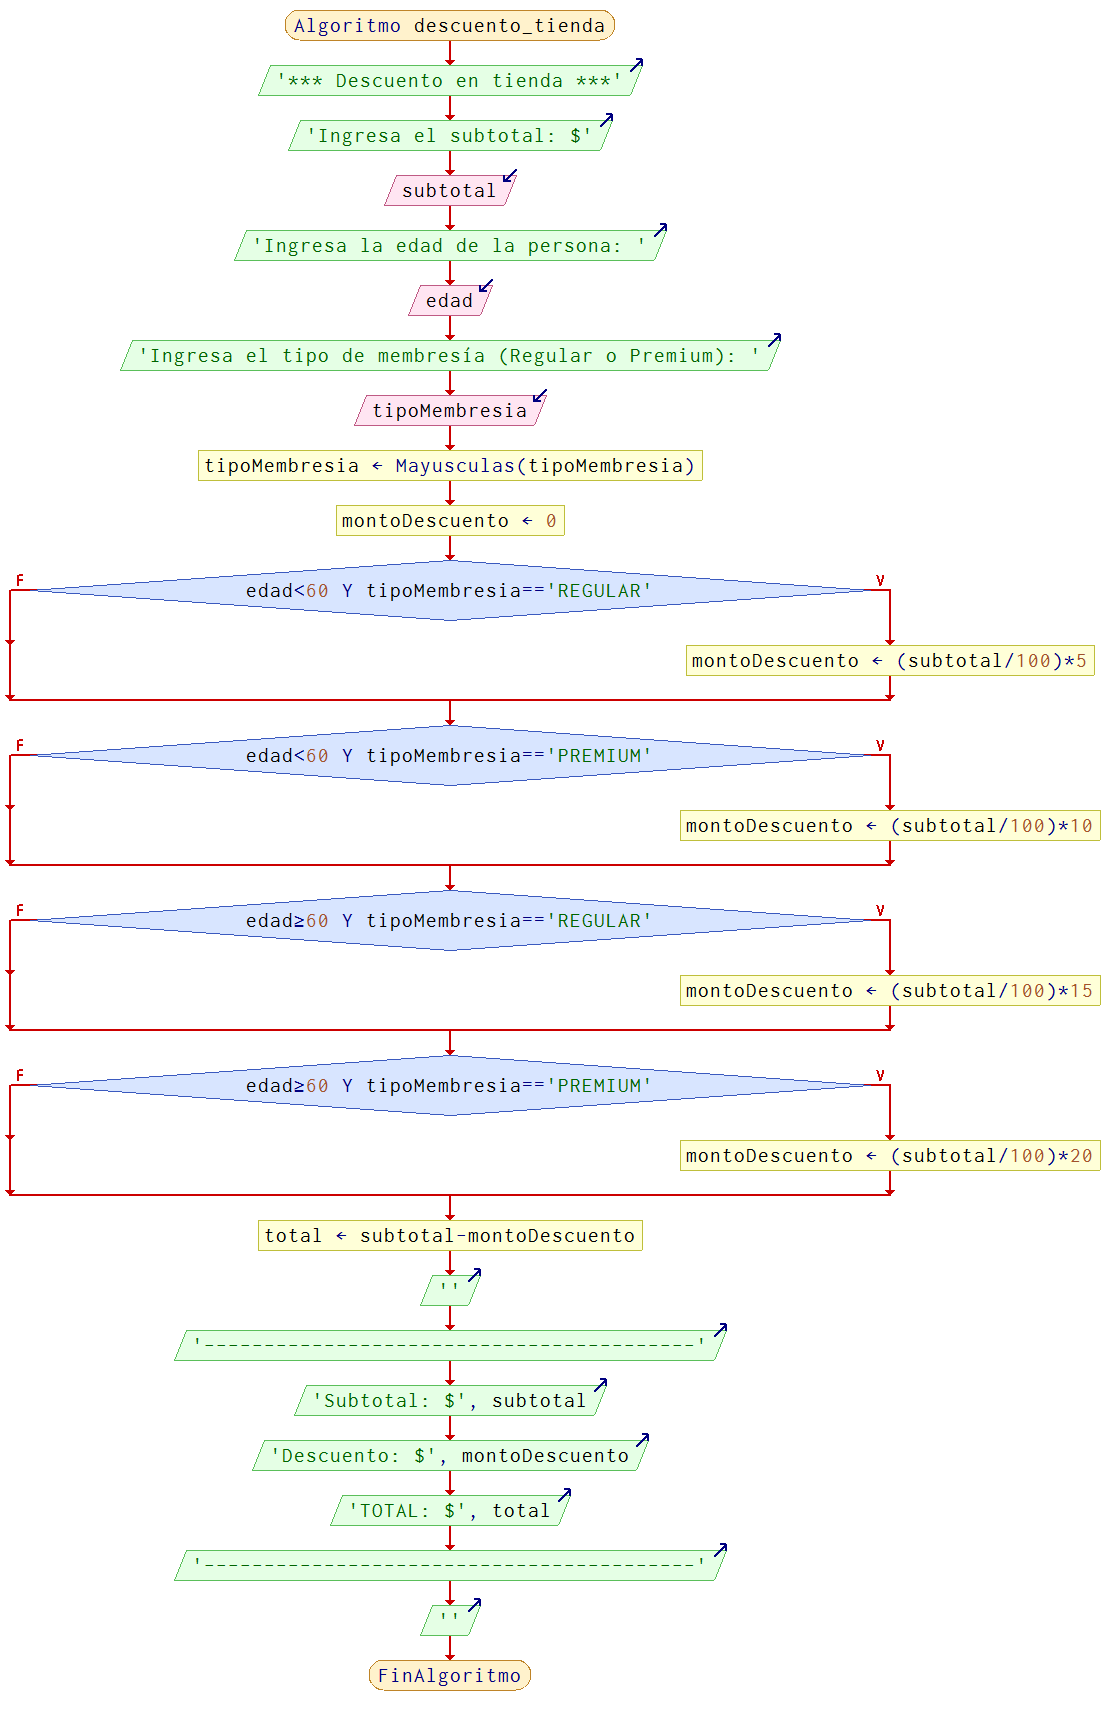 Algoritmo descuento_tienda
'*** Descuento en tienda ***'
'Ingresa el subtotal: $'
subtotal
'Ingresa la edad de la persona: '
edad
'Ingresa el tipo de membresía (Regular o Premium): '
tipoMembresia
tipoMembresia ← Mayusculas(tipoMembresia)
montoDescuento ← 0
F
V
edad<60 Y tipoMembresia=='REGULAR'
montoDescuento ← (subtotal/100)*5
F
V
edad<60 Y tipoMembresia=='PREMIUM'
montoDescuento ← (subtotal/100)*10
F
V
edad≥60 Y tipoMembresia=='REGULAR'
montoDescuento ← (subtotal/100)*15
F
V
edad≥60 Y tipoMembresia=='PREMIUM'
montoDescuento ← (subtotal/100)*20
total ← subtotal-montoDescuento
''
'-----------------------------------------'
'Subtotal: $', subtotal
'Descuento: $', montoDescuento
'TOTAL: $', total
'-----------------------------------------'
''
FinAlgoritmo